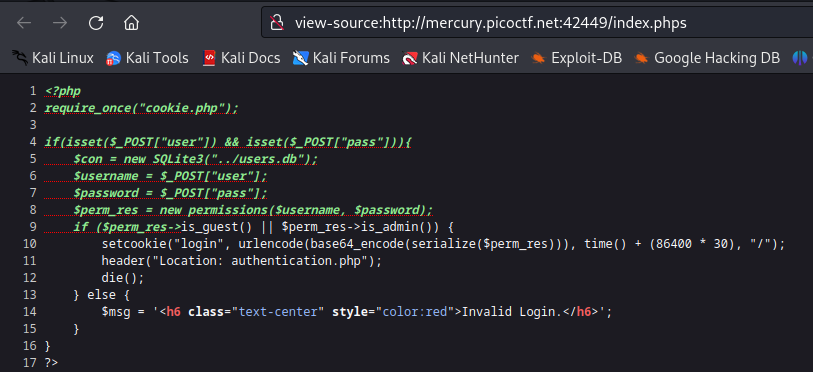 view-source:http://mercury.picoctf.net:42449/index.phps
Kali Linux Kali Tools Kali Docs Kali Forums Kali NetHunter Exploit-DB Google Hacking DB
1 <?php
2 require_once("cookie.php");
3
4 if(isset($_POST["user"]) && isset($_POST["pass"])){
5     $con = new SQLite3("../users.db");
6     $username = $_POST["user"];
7     $password = $_POST["pass"];
8     $perm_res = new permissions($username, $password);
9     if ($perm_res->is_guest() || $perm_res->is_admin()) {
10         setcookie("login", urlencode(base64_encode(serialize($perm_res))), time() + (86400 * 30), "/");
11         header("Location: authentication.php");
12         die();
13     } else {
14         $msg = '<h6 class="text-center" style="color:red">Invalid Login.</h6>';
15     }
16 }
17 ?>